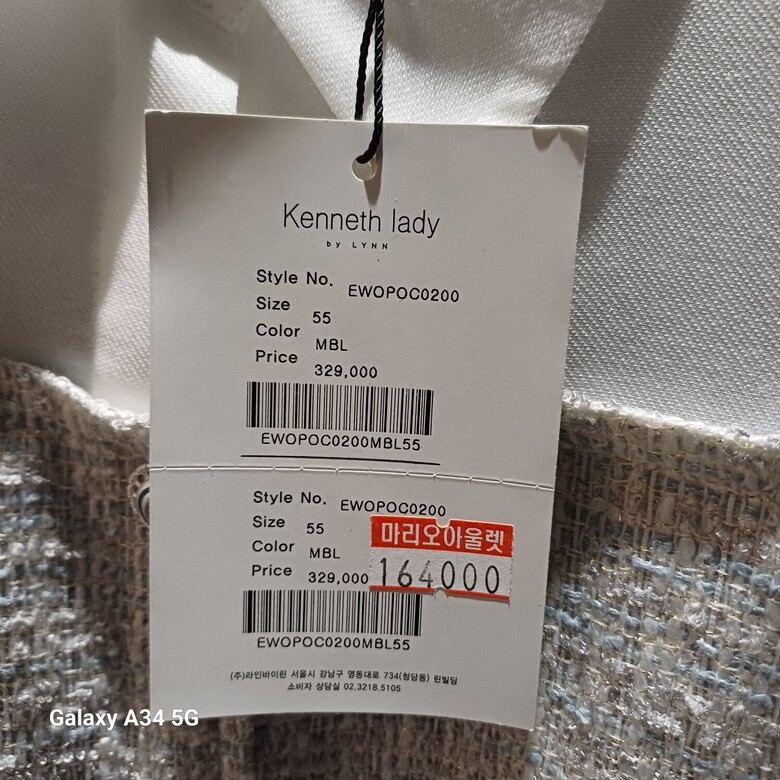 Kenneth lady
by LYNN
Style No. EWOPOC0200
Size 55
Color MBL
Price 329,000
EWOPOC0200MBL55
Style No. EWOPOC0200
Size 55
Color MBL
Price 329,000
마리오아울렛
164000
EWOPOC0200MBL55
(주)라인바이린 서울시 강남구 영동대로 734(청담동) 린빌딩
소비자 상담실 02.3218.5105
Galaxy A34 5G